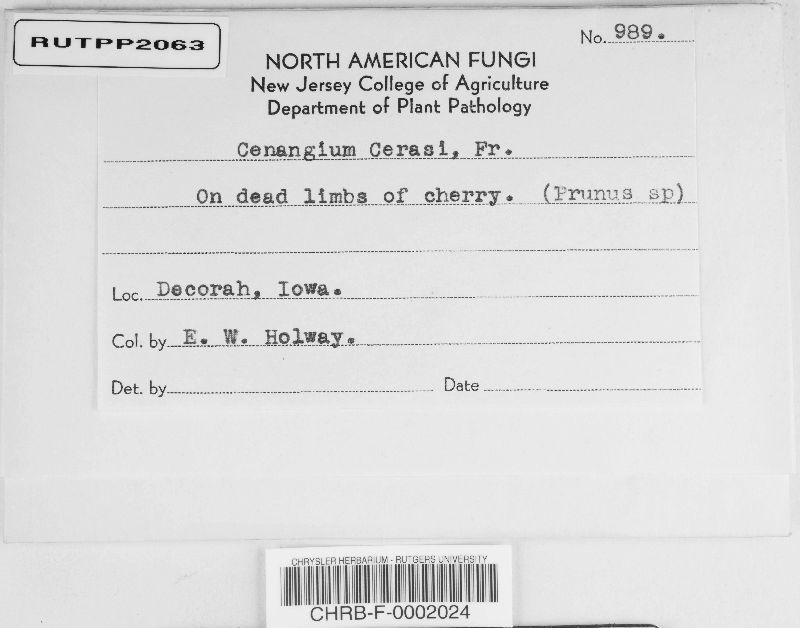 RUTPP2063
No. 989.
NORTH AMERICAN FUNGI
New Jersey College of Agriculture
Department of Plant Pathology
Cenangium Cerasi, Fr.
On dead limbs of cherry. (Prunus sp)
Loc. Decorah, Iowa.
Col. by E. W. Holway.
Det. by Date
CHRYSLER HERBARIUM - RUTGERS UNIVERSITY
CHRB-F-0002024